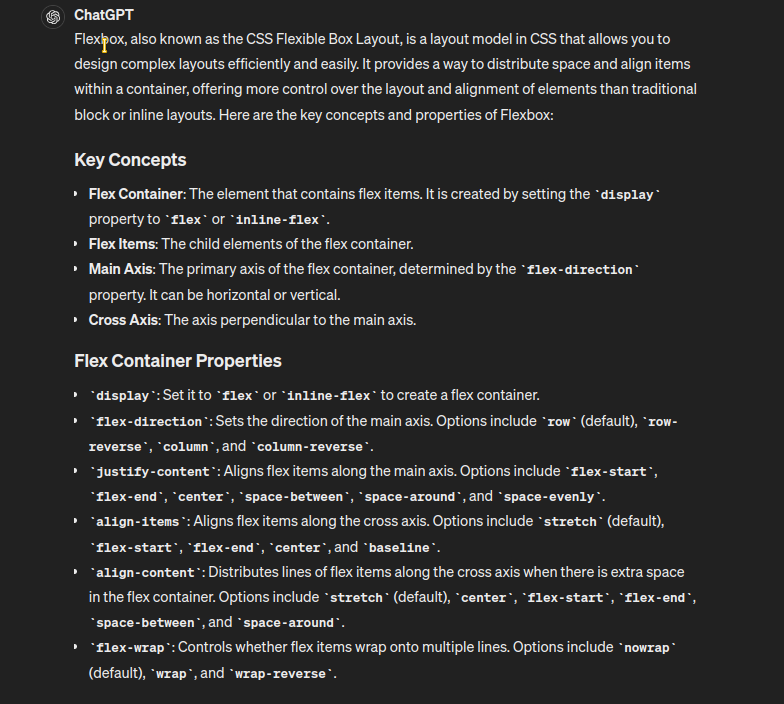 ChatGPT
Flexbox, also known as the CSS Flexible Box Layout, is a layout model in CSS that allows you to
design complex layouts efficiently and easily. It provides a way to distribute space and align items
within a container, offering more control over the layout and alignment of elements than traditional
block or inline layouts. Here are the key concepts and properties of Flexbox:
Key Concepts
• Flex Container: The element that contains flex items. It is created by setting the `display`
property to `flex` or `inline-flex`.
• Flex Items: The child elements of the flex container.
• Main Axis: The primary axis of the flex container, determined by the `flex-direction`
property. It can be horizontal or vertical.
• Cross Axis: The axis perpendicular to the main axis.
Flex Container Properties
• `display`: Set it to `flex` or `inline-flex` to create a flex container.
• `flex-direction`: Sets the direction of the main axis. Options include `row` (default), `row-
reverse`, `column`, and `column-reverse`.
• `justify-content`: Aligns flex items along the main axis. Options include `flex-start`,
`flex-end`, `center`, `space-between`, `space-around`, and `space-evenly`.
• `align-items`: Aligns flex items along the cross axis. Options include `stretch` (default),
`flex-start`, `flex-end`, `center`, and `baseline`.
• `align-content`: Distributes lines of flex items along the cross axis when there is extra space
in the flex container. Options include `stretch` (default), `center`, `flex-start`, `flex-end`,
`space-between`, and `space-around`.
• `flex-wrap`: Controls whether flex items wrap onto multiple lines. Options include `nowrap`
(default), `wrap`, and `wrap-reverse`.